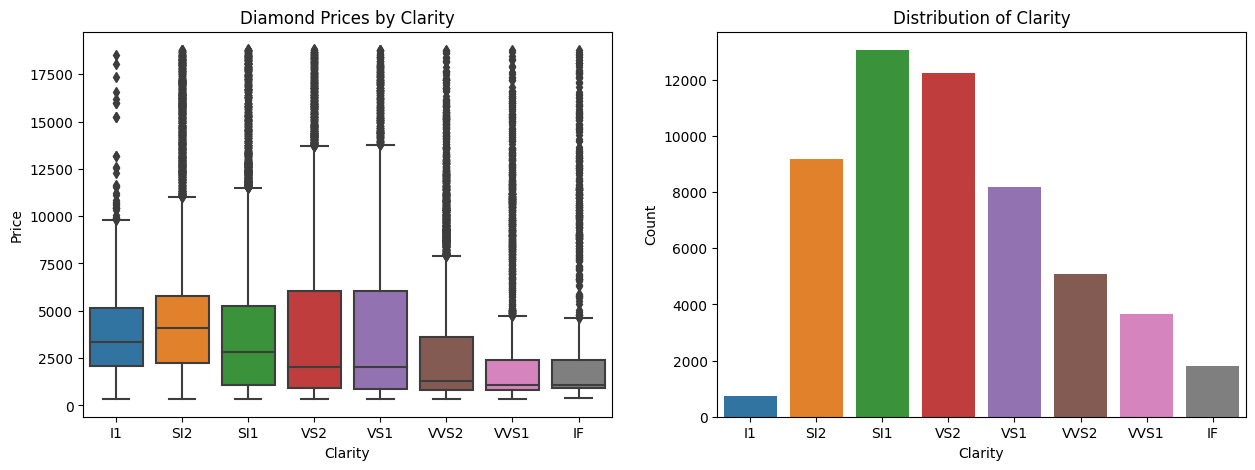 Diamond Prices by Clarity
Price
17500
15000
12500
10000
7500
5000
2500
0
I1 SI2 SI1 VS2 VS1 VVS2 VVS1 IF
Clarity
Distribution of Clarity
Count
12000
10000
8000
6000
4000
2000
0
I1 SI2 SI1 VS2 VS1 VVS2 VVS1 IF
Clarity